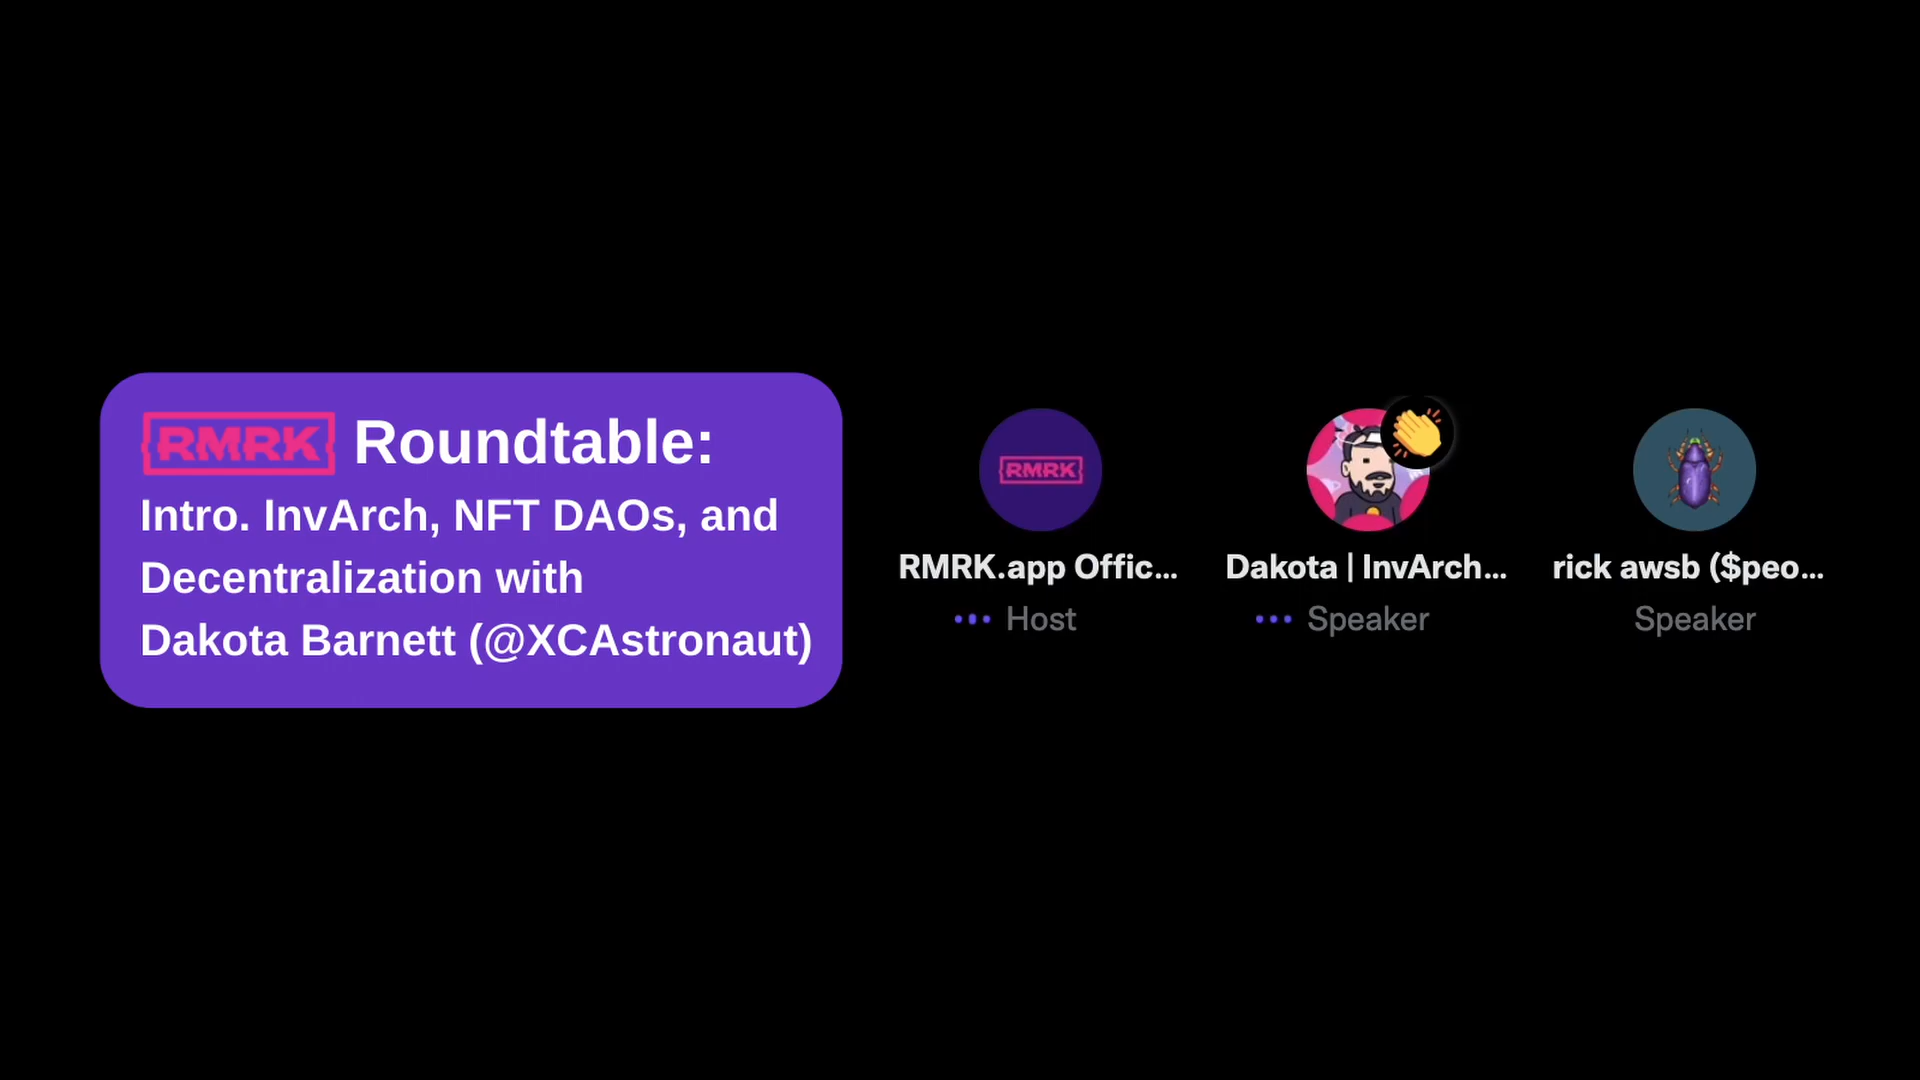 RMRK Roundtable:
Intro. InvArch, NFT DAOs, and
Decentralization with
Dakota Barnett (@XCAstronaut)
RMRK
RMRK.app Offic...
Host
Dakota | InvArch...
Speaker
rick awsb ($peo...
Speaker